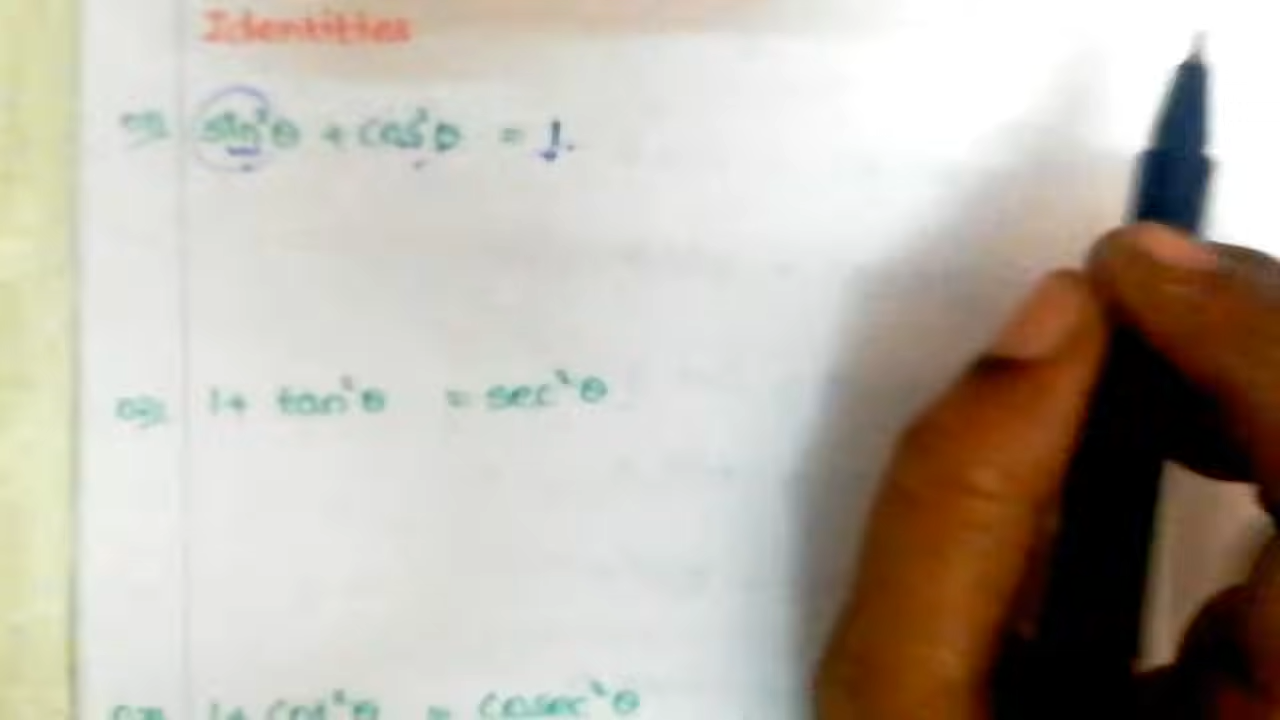 Identities
01. sin²θ + cos²θ = 1.
02. 1 + tan²θ = sec²θ
03. 1 + cot²θ = cosec²θ